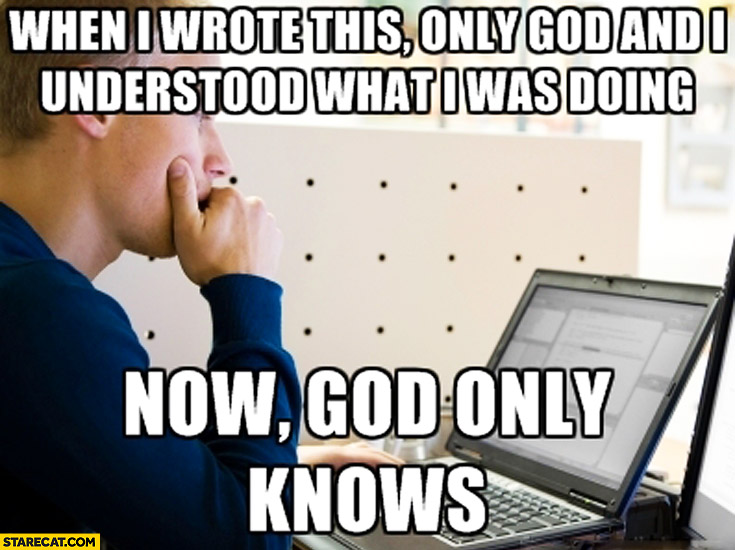 WHEN I WROTE THIS, ONLY GOD AND I
UNDERSTOOD WHAT I WAS DOING
NOW, GOD ONLY
KNOWS
STARECAT.COM